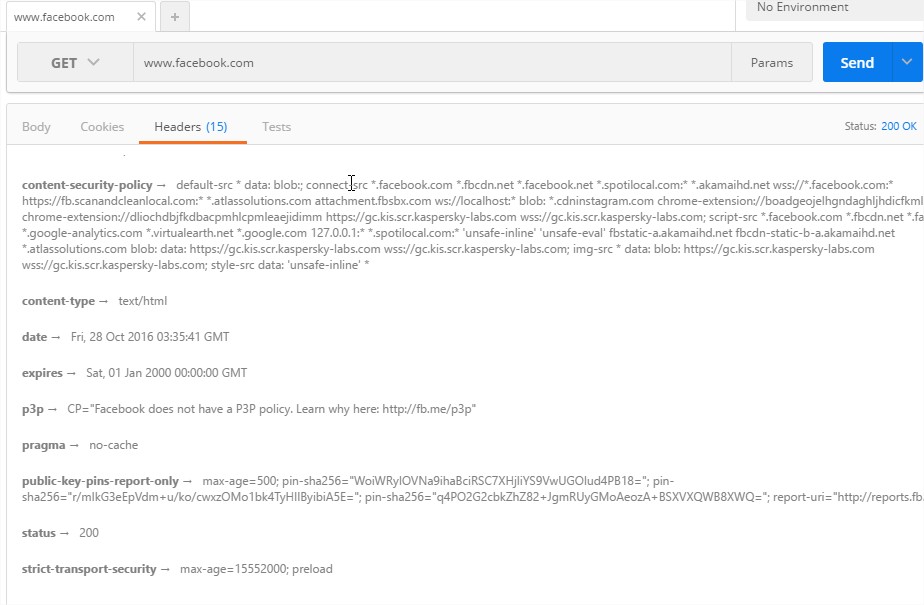 www.facebook.com
No Environment
GET www.facebook.com Params Send
Body Cookies Headers (15) Tests Status: 200 OK
content-security-policy → default-src * data: blob:; connect-src *.facebook.com *.fbcdn.net *.facebook.net *.spotilocal.com:* *.akamaihd.net wss://*.facebook.com:*
https://fb.scanandcleanlocal.com:* *.atlassolutions.com attachment.fbsbx.com ws://localhost:* blob: *.cdninstagram.com chrome-extension://boadgeojelhgndaghljhdicfkml
chrome-extension://dliochdbjfkdbacpmhlcpmleaejidimm https://gc.kis.scr.kaspersky-labs.com wss://gc.kis.scr.kaspersky-labs.com; script-src *.facebook.com *.fbcdn.net *.fa
*.google-analytics.com *.virtualearth.net *.google.com 127.0.0.1:* *.spotilocal.com:* 'unsafe-inline' 'unsafe-eval' fbstatic-a.akamaihd.net fbcdn-static-b-a.akamaihd.net
*.atlassolutions.com blob: data: https://gc.kis.scr.kaspersky-labs.com wss://gc.kis.scr.kaspersky-labs.com; img-src * data: blob: https://gc.kis.scr.kaspersky-labs.com
wss://gc.kis.scr.kaspersky-labs.com; style-src data: 'unsafe-inline' *
content-type → text/html
date → Fri, 28 Oct 2016 03:35:41 GMT
expires → Sat, 01 Jan 2000 00:00:00 GMT
p3p → CP="Facebook does not have a P3P policy. Learn why here: http://fb.me/p3p"
pragma → no-cache
public-key-pins-report-only → max-age=500; pin-sha256="WoiWRyIOVNa9ihaBciRSC7XHjliYS9VwUGOIud4PB18="; pin-
sha256="r/mIkG3eEpVdm+u/ko/cwxzOMo1bk4TyHIlByibiA5E="; pin-sha256="q4PO2G2cbkZhZ82+JgmRUyGMoAeozA+BSXVXQWB8XWQ="; report-uri="http://reports.fb.
status → 200
strict-transport-security → max-age=15552000; preload